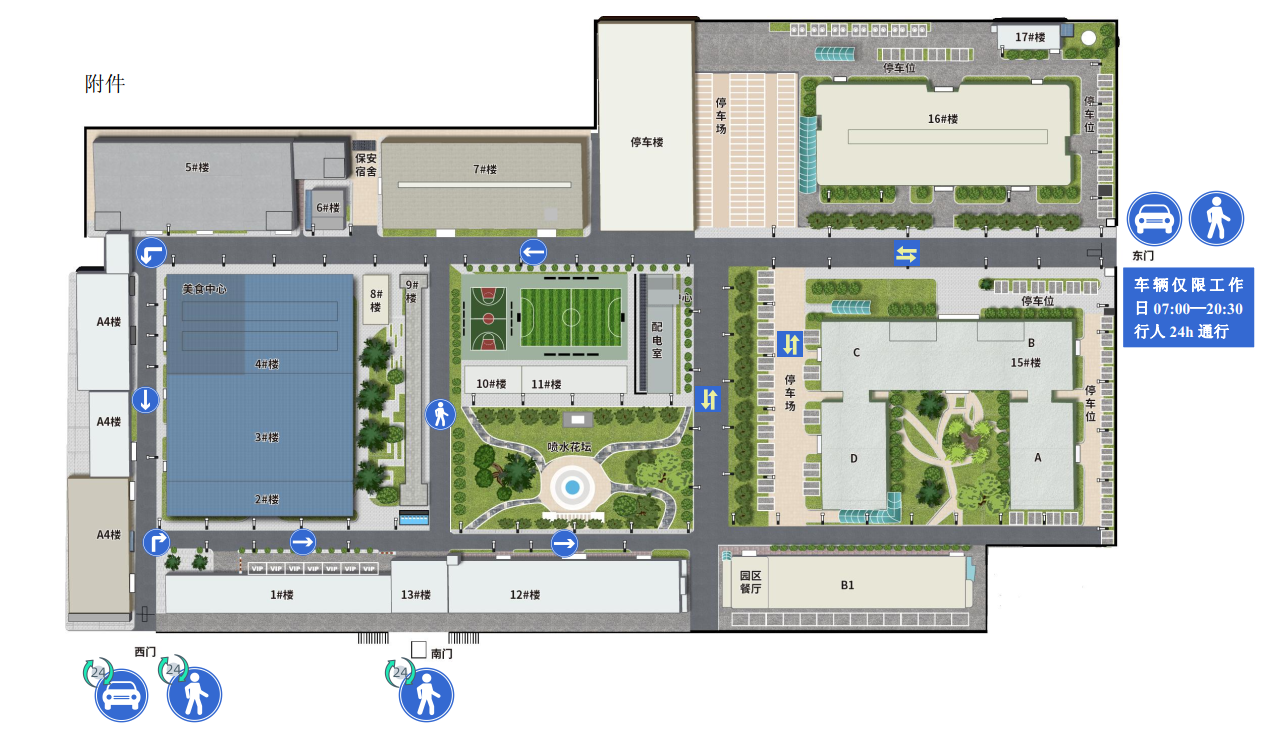 附件
17#楼
停车位
停车场
停车位
16#楼
停车楼
保安
宿舍
5#楼
7#楼
6#楼
东门
车辆仅限工作
日 07:00—20:30
行人 24h 通行
美食中心
8#
楼
9#
楼
心
停车位
A4楼
配电室
B
C
15#楼
4#楼
10#楼
11#楼
停车场
停车位
A4楼
3#楼
喷水花坛
D
A
2#楼
A4楼
VIP VIP VIP VIP VIP VIP VIP
园区
餐厅
B1
1#楼
13#楼
12#楼
西门
南门
24
24
24